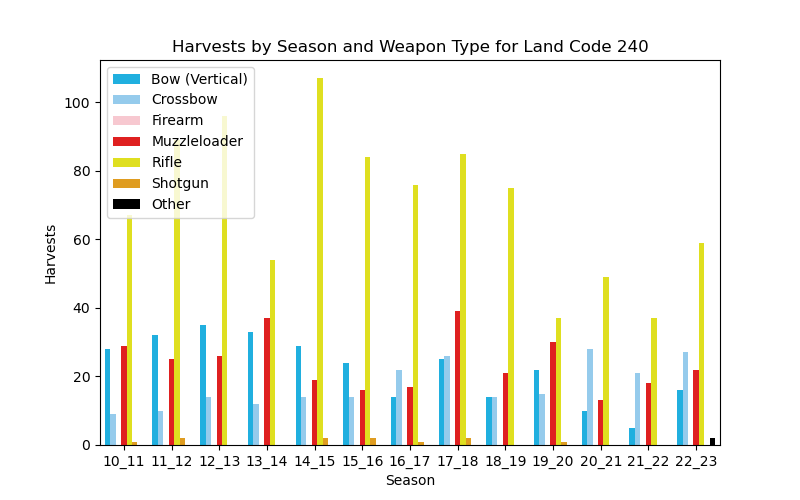 Harvests by Season and Weapon Type for Land Code 240
Bow (Vertical)
Crossbow
Firearm
Muzzleloader
Rifle
Shotgun
Other
100
80
60
40
20
0
Harvests
10_11 11_12 12_13 13_14 14_15 15_16 16_17 17_18 18_19 19_20 20_21 21_22 22_23
Season